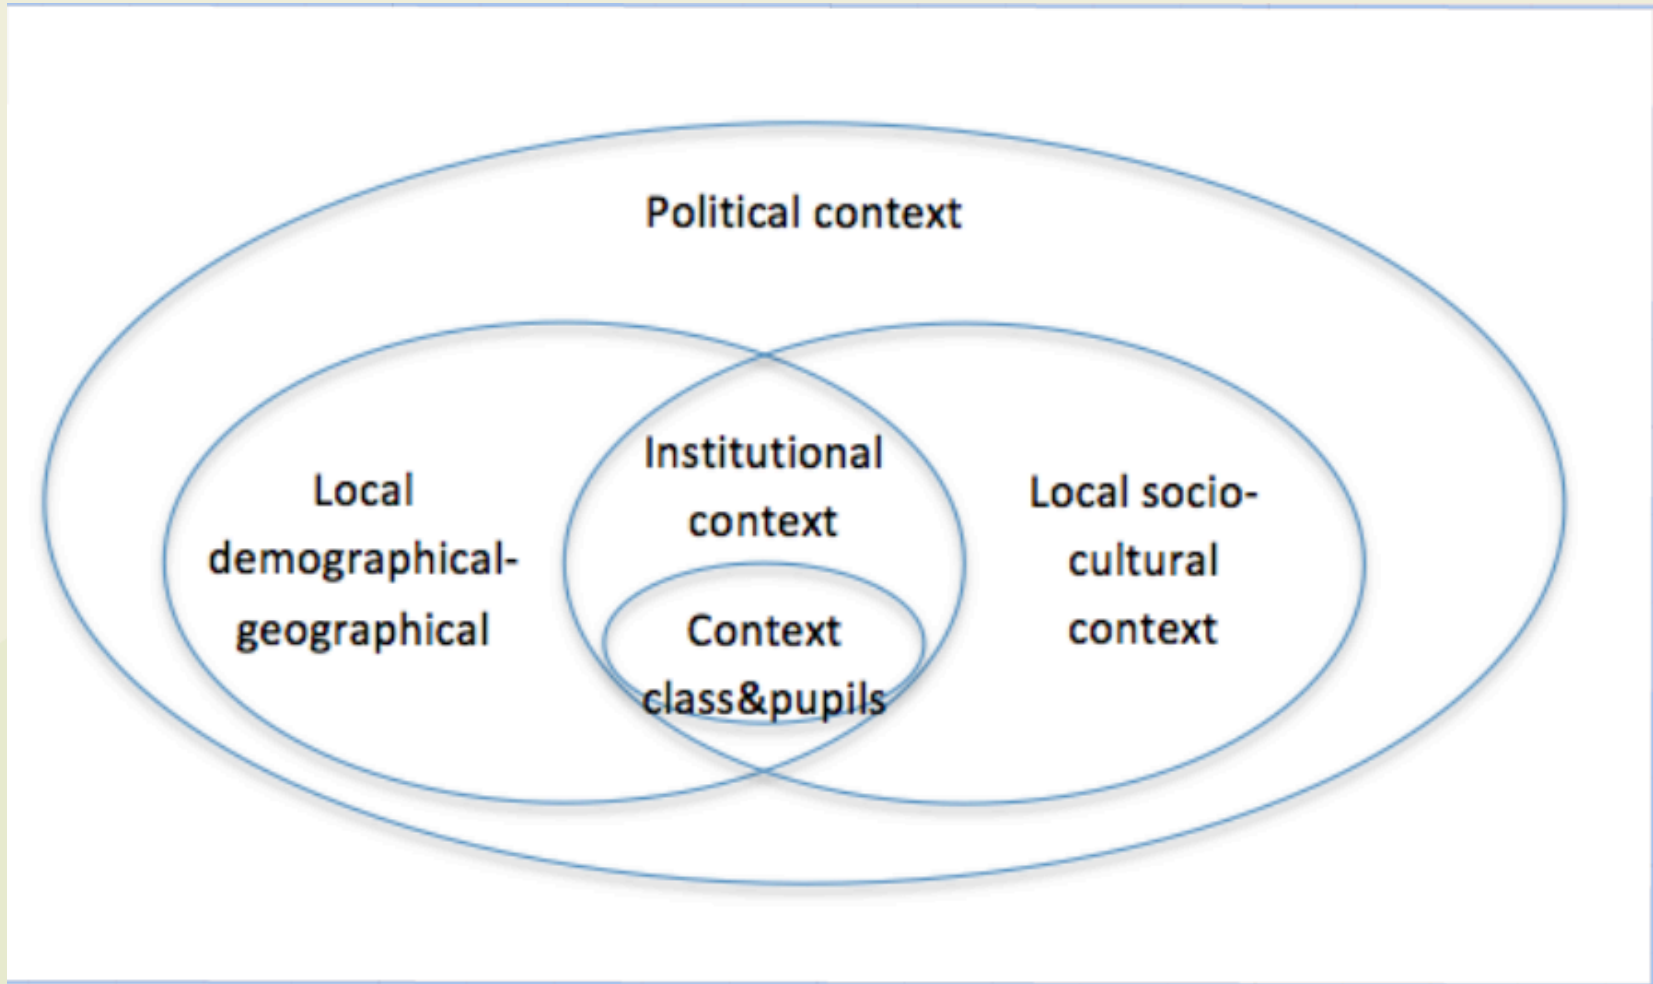 Political context
Local
demographical-
geographical
Institutional
context
Context
class&pupils
Local socio-
cultural
context